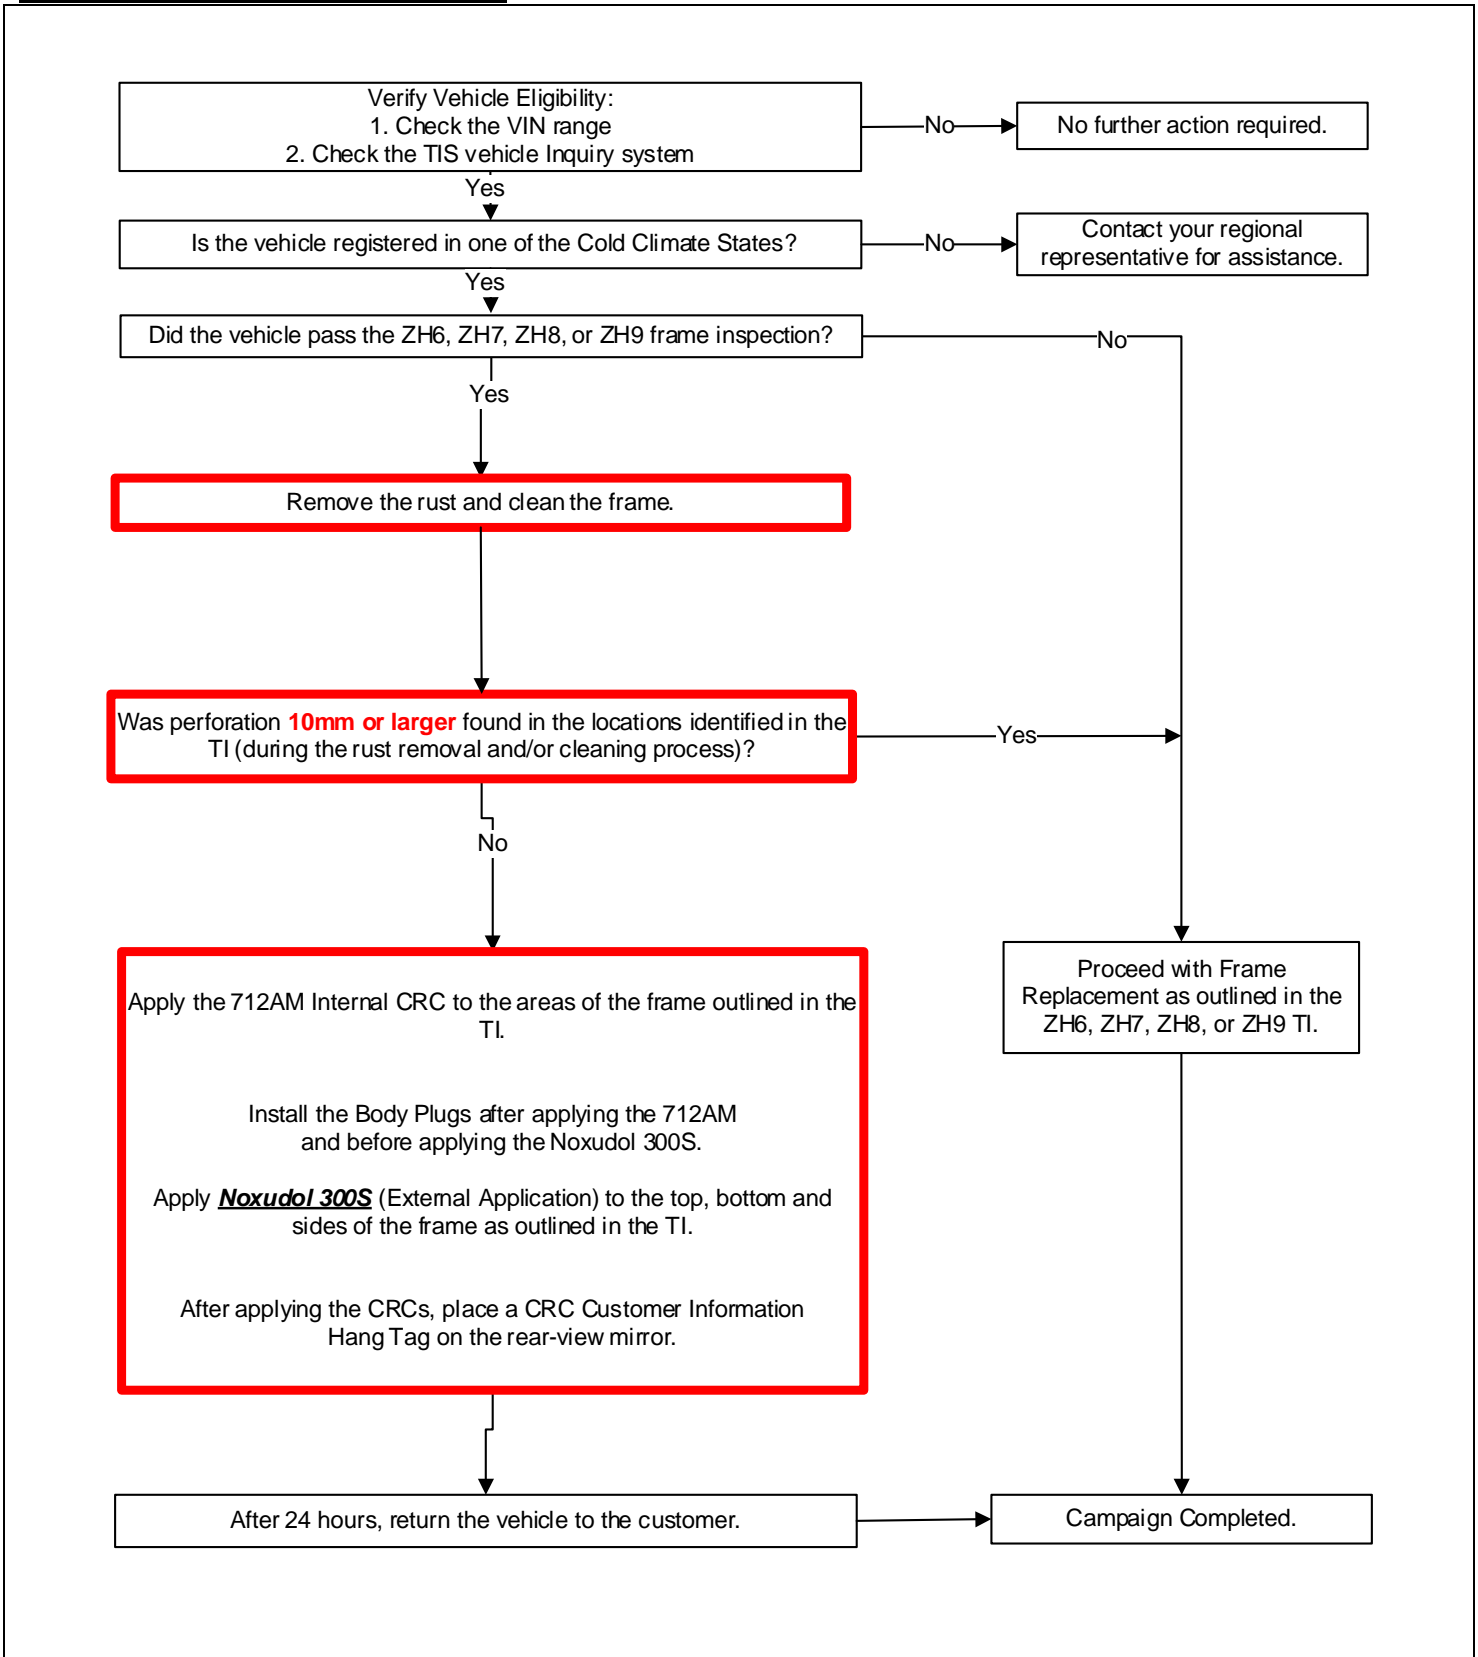 Verify Vehicle Eligibility:
1. Check the VIN range
2. Check the TIS vehicle Inquiry system
No
No further action required.
Yes
Is the vehicle registered in one of the Cold Climate States?
No
Contact your regional
representative for assistance.
Yes
Did the vehicle pass the ZH6, ZH7, ZH8, or ZH9 frame inspection?
No
Yes
Remove the rust and clean the frame.
Was perforation 10mm or larger found in the locations identified in the
TI (during the rust removal and/or cleaning process)?
Yes
No
Apply the 712AM Internal CRC to the areas of the frame outlined in the
TI.
Install the Body Plugs after applying the 712AM
and before applying the Noxudol 300S.
Apply Noxudol 300S (External Application) to the top, bottom and
sides of the frame as outlined in the TI.
After applying the CRCs, place a CRC Customer Information
Hang Tag on the rear-view mirror.
Proceed with Frame
Replacement as outlined in the
ZH6, ZH7, ZH8, or ZH9 TI.
After 24 hours, return the vehicle to the customer.
Campaign Completed.